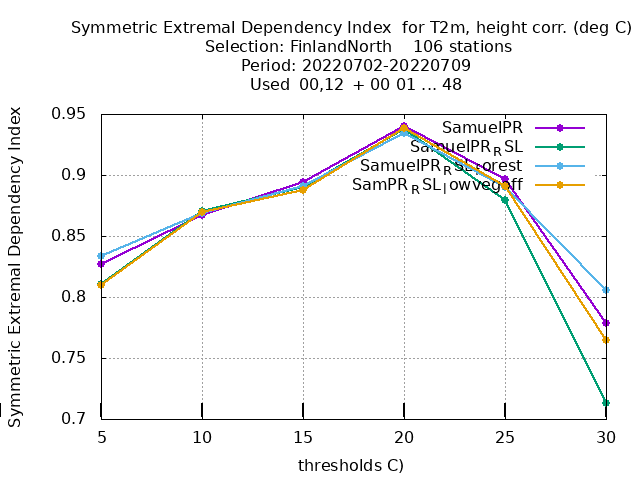 Symmetric Extremal Dependency Index for T2m, height corr. (deg C)
Selection: FinlandNorth 106 stations
Period: 20220702-20220709
Used 00,12 + 00 01 ... 48
Symmetric Extremal Dependency Index
0.95
0.9
0.85
0.8
0.75
0.7
SamuelPR
SamuelPR_RSL
SamuelPR_RSLforest
SamPR_RSL_lowvegoff
5
10
15
20
25
30
thresholds C)